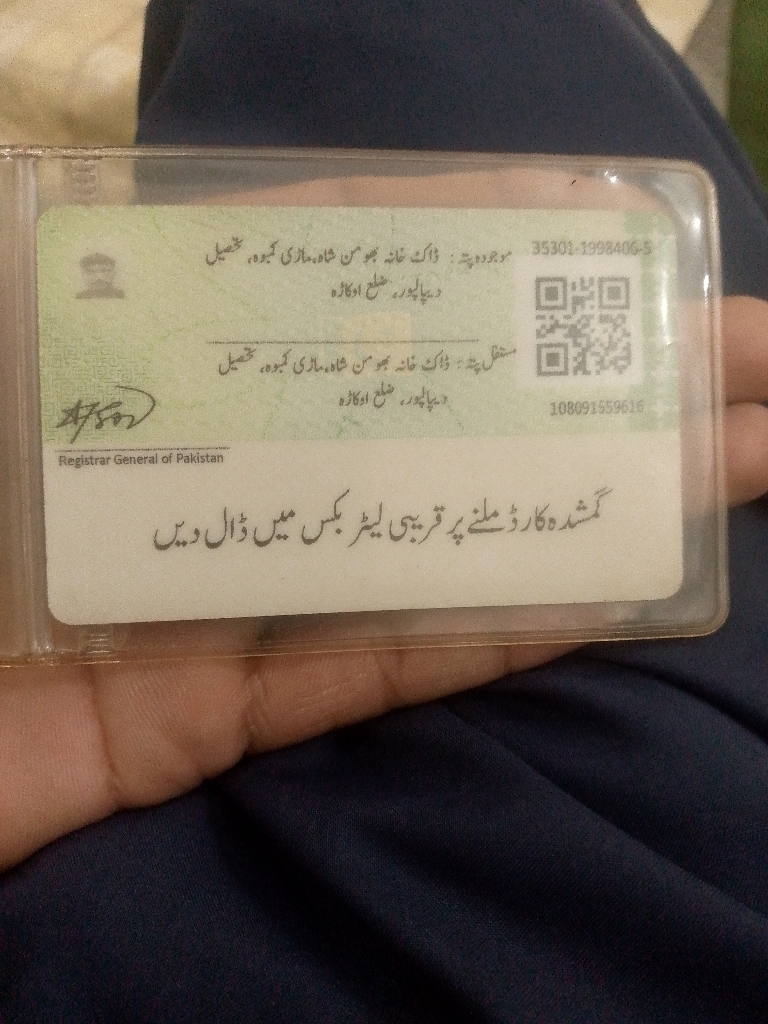 35301-1998406-5
موجودہ پتہ : ڈاک خانہ بھومن شاہ، ماڑی کمبوہ، تحصیل
دیپالپور، ضلع اوکاڑہ
مستقل پتہ : ڈاک خانہ بھومن شاہ، ماڑی کمبوہ، تحصیل
دیپالپور، ضلع اوکاڑہ
108091559616
Registrar General of Pakistan
گمشدہ کارڈ ملنے پر قریبی لیٹر بکس میں ڈال دیں